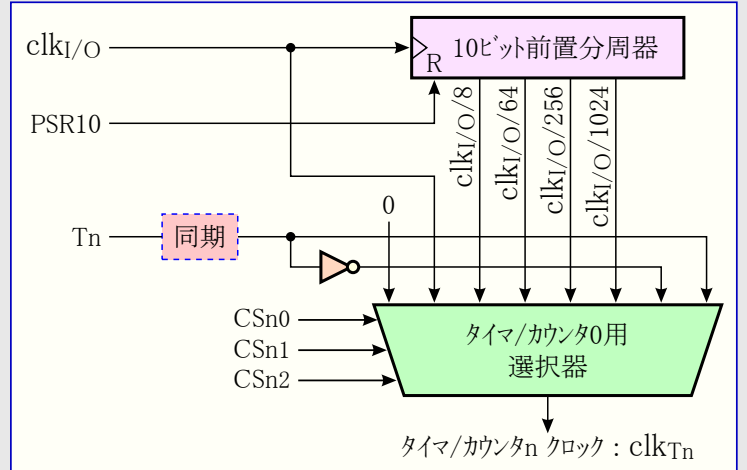 clkI/O
10ﾋﾞｯﾄ前置分周器
R
PSR10
clkI/O/8
clkI/O/64
clkI/O/256
clkI/O/1024
0
Tn
同期
CSn0
CSn1
CSn2
ﾀｲﾏ/ｶｳﾝﾀ0用
選択器
ﾀｲﾏ/ｶｳﾝﾀn ｸﾛｯｸ : clkTn